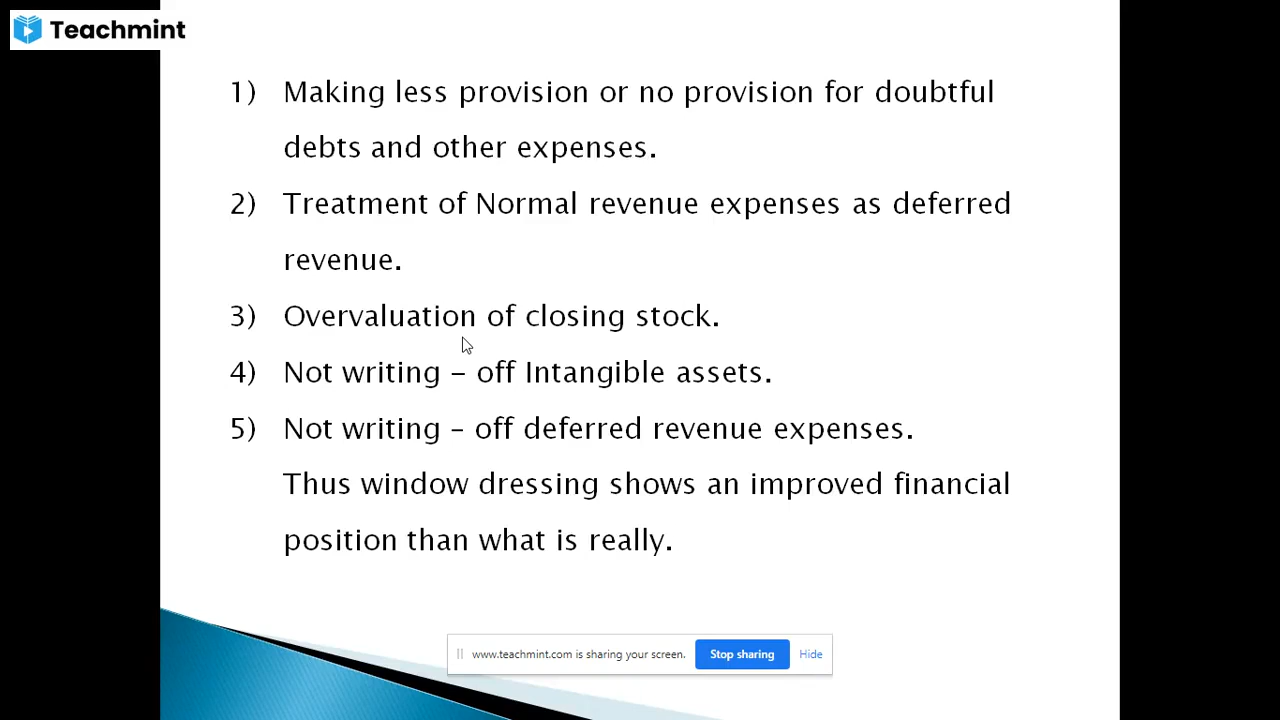 Teachmint
1) Making less provision or no provision for doubtful
debts and other expenses.
2) Treatment of Normal revenue expenses as deferred
revenue.
3) Overvaluation of closing stock.
4) Not writing – off Intangible assets.
5) Not writing – off deferred revenue expenses.
Thus window dressing shows an improved financial
position than what is really.
www.teachmint.com is sharing your screen. Stop sharing Hide